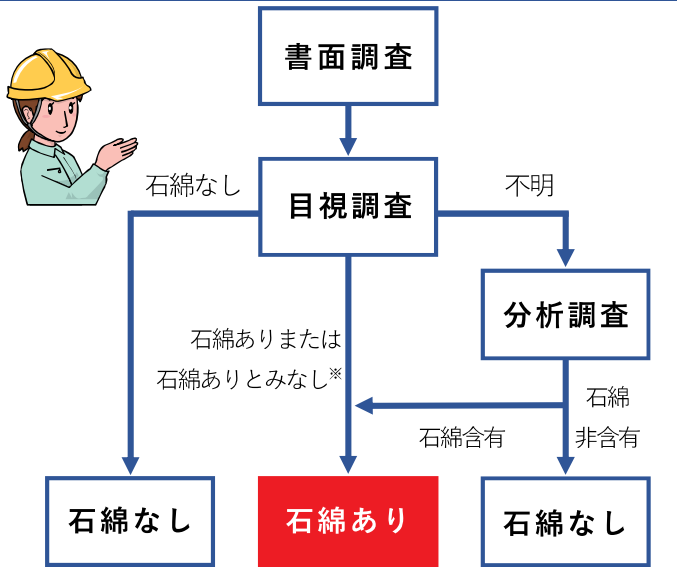 書面調査
石綿なし
目視調査
不明
分析調査
石綿ありまたは
石綿ありとみなし※
石綿
石綿含有
非含有
石綿なし
石綿あり
石綿なし